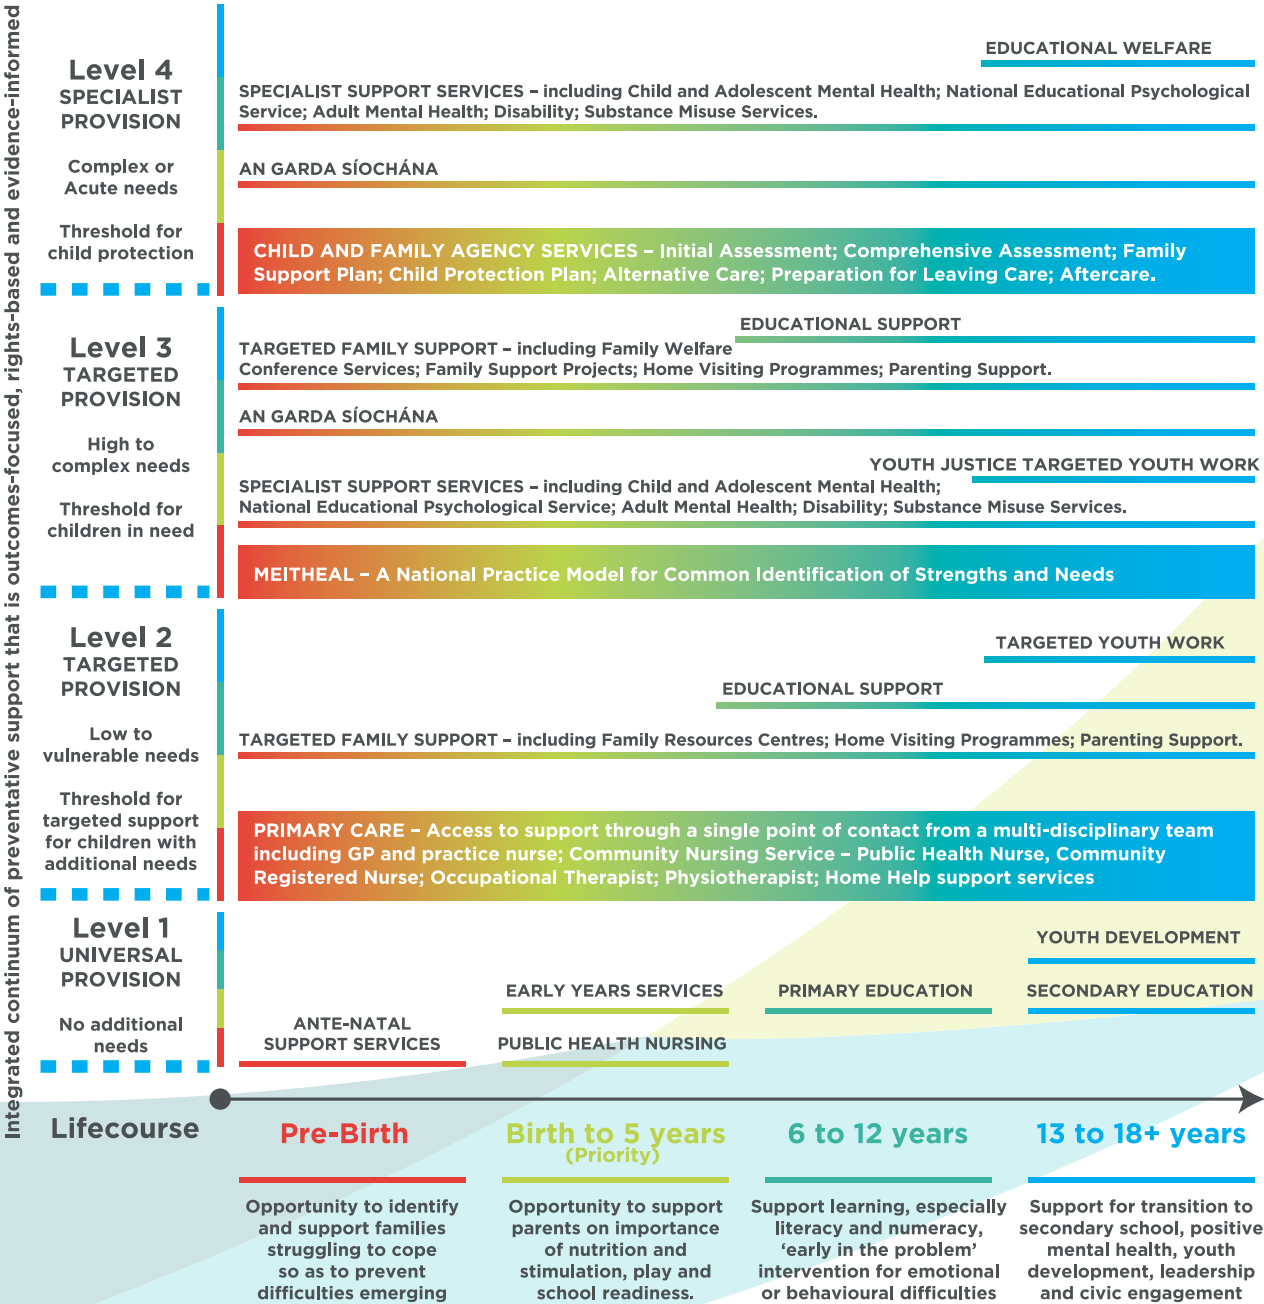 Integrated continuum of preventative support that is outcomes-focused, rights-based and evidence-informed
Level 4
SPECIALIST
PROVISION
Complex or
Acute needs
Threshold for
child protection
EDUCATIONAL WELFARE
SPECIALIST SUPPORT SERVICES – including Child and Adolescent Mental Health; National Educational Psychological
Service; Adult Mental Health; Disability; Substance Misuse Services.
AN GARDA SÍOCHÁNA
CHILD AND FAMILY AGENCY SERVICES – Initial Assessment; Comprehensive Assessment; Family
Support Plan; Child Protection Plan; Alternative Care; Preparation for Leaving Care; Aftercare.
Level 3
TARGETED
PROVISION
High to
complex needs
Threshold for
children in need
EDUCATIONAL SUPPORT
TARGETED FAMILY SUPPORT – including Family Welfare
Conference Services; Family Support Projects; Home Visiting Programmes; Parenting Support.
AN GARDA SÍOCHÁNA
YOUTH JUSTICE TARGETED YOUTH WORK
SPECIALIST SUPPORT SERVICES – including Child and Adolescent Mental Health;
National Educational Psychological Service; Adult Mental Health; Disability; Substance Misuse Services.
MEITHEAL – A National Practice Model for Common Identification of Strengths and Needs
Level 2
TARGETED
PROVISION
Low to
vulnerable needs
Threshold for
targeted support
for children with
additional needs
TARGETED YOUTH WORK
EDUCATIONAL SUPPORT
TARGETED FAMILY SUPPORT – including Family Resources Centres; Home Visiting Programmes; Parenting Support.
PRIMARY CARE – Access to support through a single point of contact from a multi-disciplinary team
including GP and practice nurse; Community Nursing Service – Public Health Nurse, Community
Registered Nurse; Occupational Therapist; Physiotherapist; Home Help support services
Level 1
UNIVERSAL
PROVISION
No additional
needs
YOUTH DEVELOPMENT
EARLY YEARS SERVICES
PRIMARY EDUCATION
SECONDARY EDUCATION
ANTE-NATAL
SUPPORT SERVICES
PUBLIC HEALTH NURSING
Lifecourse
Pre-Birth
Opportunity to identify
and support families
struggling to cope
so as to prevent
difficulties emerging
Birth to 5 years
(Priority)
Opportunity to support
parents on importance
of nutrition and
stimulation, play and
school readiness.
6 to 12 years
Support learning, especially
literacy and numeracy,
‘early in the problem’
intervention for emotional
or behavioural difficulties
13 to 18+ years
Support for transition to
secondary school, positive
mental health, youth
development, leadership
and civic engagement